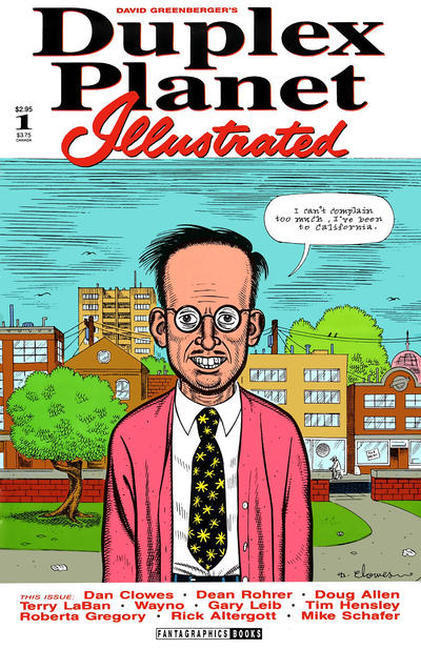 DAVID GREENBERGER'S
Duplex
Planet
Illustrated
$2.95
1
$3.75
CANADA
I can't complain
too much, I've been
to California.
D. Clowes
THIS ISSUE: Dan Clowes · Dean Rohrer · Doug Allen
Terry LaBan · Wayno · Gary Leib · Tim Hensley
Roberta Gregory · Rick Altergott · Mike Schafer
FANTAGRAPHICS BOOKS